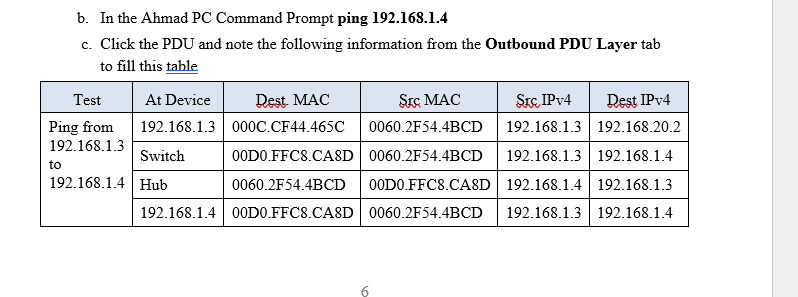 b. In the Ahmad PC Command Prompt ping 192.168.1.4
c. Click the PDU and note the following information from the Outbound PDU Layer tab
to fill this table
Test At Device Dest. MAC Src MAC Src IPv4 Dest IPv4
Ping from 192.168.1.3 to 192.168.1.4
192.168.1.3 000C.CF44.465C 0060.2F54.4BCD 192.168.1.3 192.168.20.2
Switch 00D0.FFC8.CA8D 0060.2F54.4BCD 192.168.1.3 192.168.1.4
Hub 0060.2F54.4BCD 00D0.FFC8.CA8D 192.168.1.4 192.168.1.3
192.168.1.4 00D0.FFC8.CA8D 0060.2F54.4BCD 192.168.1.3 192.168.1.4
6